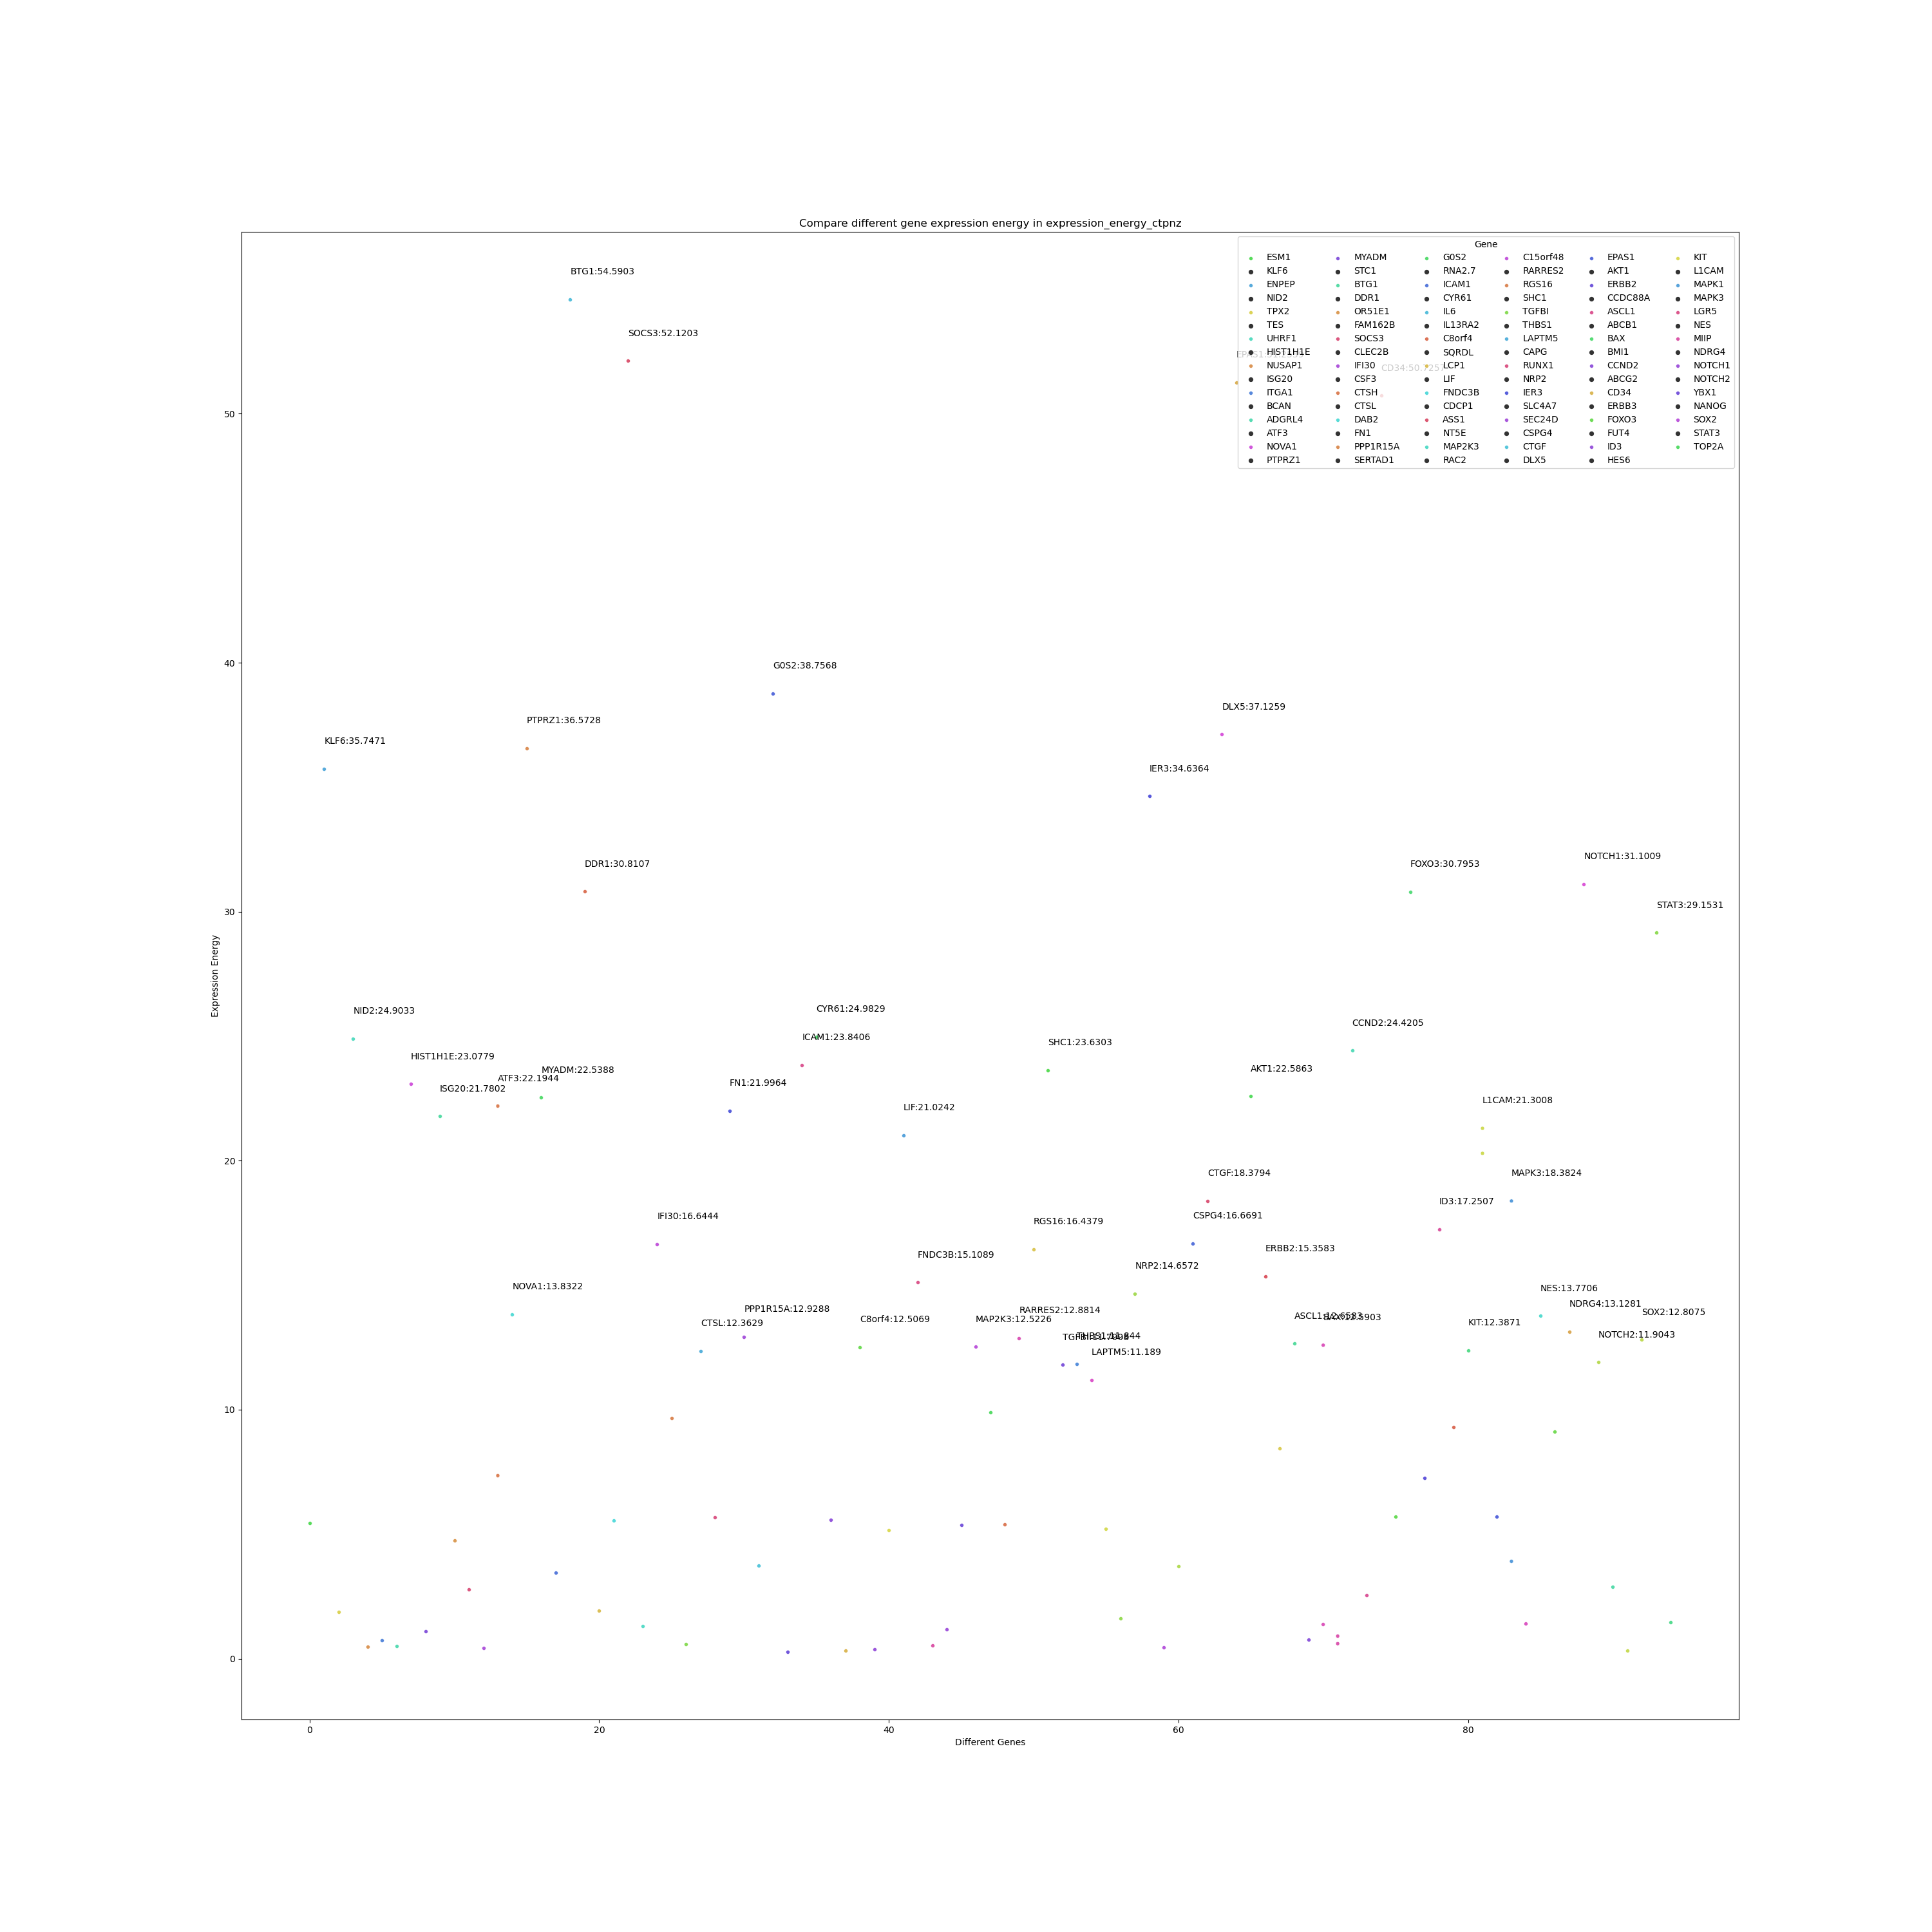 Compare different gene expression energy in expression_energy_ctpnz
Gene
ESM1 MYADM G0S2 C15orf48 EPAS1 KIT
KLF6 STC1 RNA2.7 RARRES2 AKT1 L1CAM
ENPEP BTG1 ICAM1 RGS16 ERBB2 MAPK1
NID2 DDR1 CYR61 SHC1 CCDC88A MAPK3
TPX2 OR51E1 IL6 TGFBI ASCL1 LGR5
TES FAM162B IL13RA2 THBS1 ABCB1 NES
UHRF1 SOCS3 C8orf4 LAPTM5 BAX MIIP
HIST1H1E CLEC2B SQRDL CAPG BMI1 NDRG4
NUSAP1 IFI30 LCP1 RUNX1 CCND2 NOTCH1
ISG20 CSF3 LIF NRP2 ABCG2 NOTCH2
ITGA1 CTSH FNDC3B IER3 CD34 YBX1
BCAN CTSL CDCP1 SLC4A7 ERBB3 NANOG
ADGRL4 DAB2 ASS1 SEC24D FOXO3 SOX2
ATF3 FN1 NT5E CSPG4 FUT4 STAT3
NOVA1 PPP1R15A MAP2K3 CTGF ID3 TOP2A
PTPRZ1 SERTAD1 RAC2 DLX5 HES6
BTG1:54.5903
SOCS3:52.1203
CD34:50.7257
50
40
G0S2:38.7568
DLX5:37.1259
PTPRZ1:36.5728
KLF6:35.7471
IER3:34.6364
NOTCH1:31.1009
DDR1:30.8107
FOXO3:30.7953
30
STAT3:29.1531
CYR61:24.9829
NID2:24.9033
CCND2:24.4205
ICAM1:23.8406
SHC1:23.6303
HIST1H1E:23.0779
MYADM:22.5388
AKT1:22.5863
ATF3:22.1944
FN1:21.9964
ISG20:21.7802
LIF:21.0242
L1CAM:21.3008
20
CTGF:18.3794
MAPK3:18.3824
ID3:17.2507
IFI30:16.6444
CSPG4:16.6691
RGS16:16.4379
ERBB2:15.3583
FNDC3B:15.1089
NRP2:14.6572
NOVA1:13.8322
NES:13.7706
NDRG4:13.1281
PPP1R15A:12.9288
RARRES2:12.8814
SOX2:12.8075
CTSL:12.3629
C8orf4:12.5069
MAP2K3:12.5226
KIT:12.3871
NOTCH2:11.9043
LAPTM5:11.189
10
0
0 20 40 60 80
Different Genes
Expression Energy